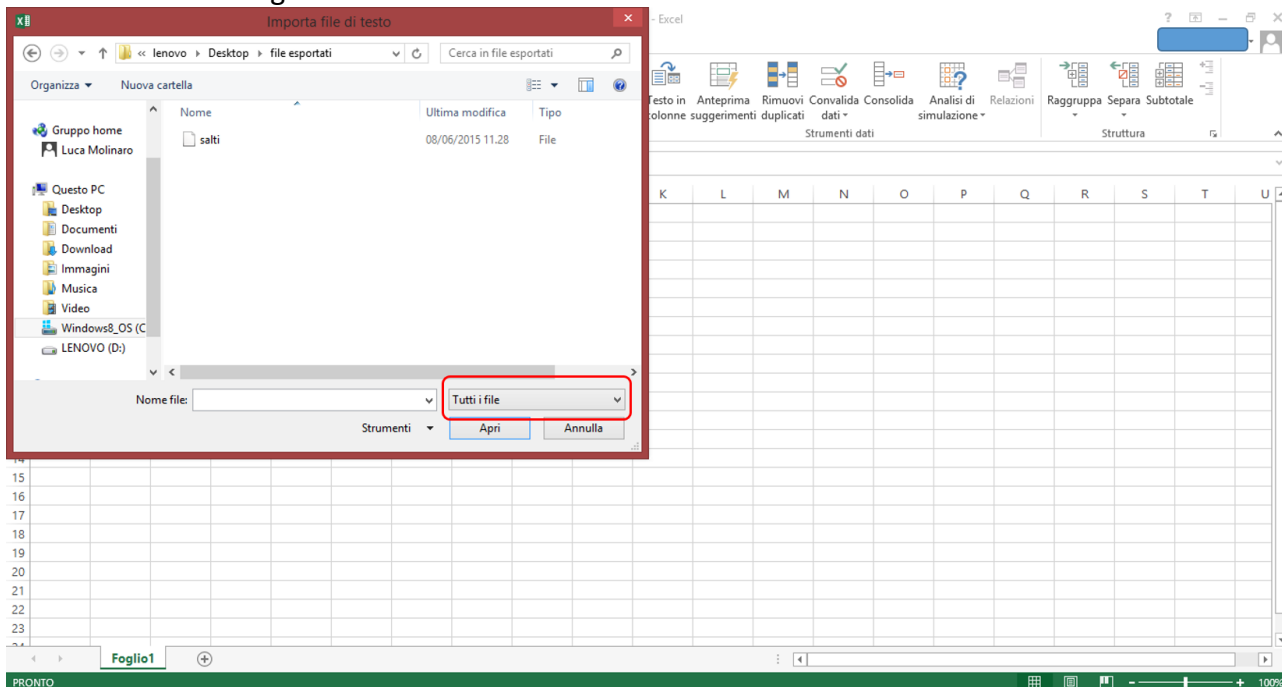 Importa file di testo
- Excel
lenovo Desktop file esportati
Cerca in file esportati
Organizza
Nuova cartella
Nome
Ultima modifica
Tipo
salti
08/06/2015 11.28
File
Gruppo home
Luca Molinaro
Questo PC
Desktop
Documenti
Download
Immagini
Musica
Video
Windows8_OS (C
LENOVO (D:)
Nome file:
Tutti i file
Strumenti
Apri
Annulla
Testo in
colonne
Anteprima
suggerimenti
Rimuovi
duplicati
Convalida
dati
Consolida
Analisi di
simulazione
Relazioni
Raggruppa
Separa
Subtotale
Strumenti dati
Struttura
K L M N O P Q R S T U
14
15
16
17
18
19
20
21
22
23
Foglio1
PRONTO
100%